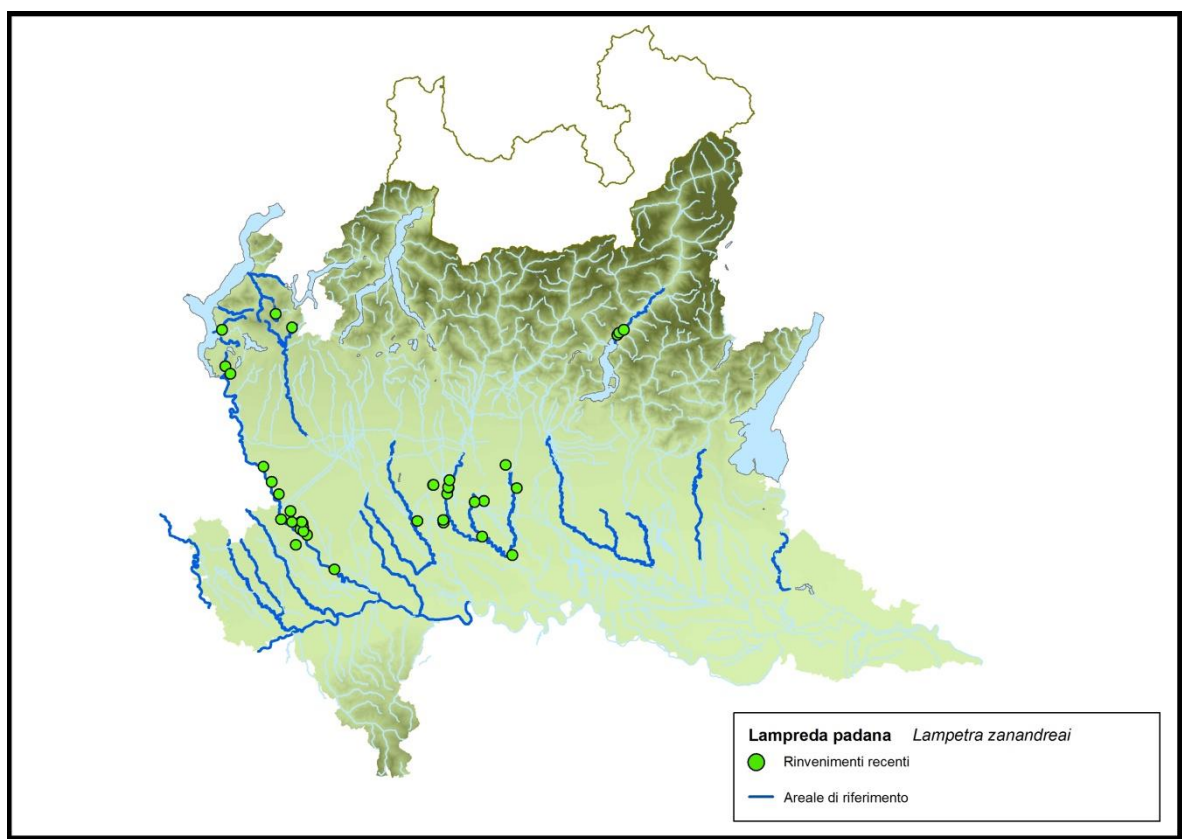 Lampreda padana Lampetra zanandreai
Rinvenimenti recenti
Areale di riferimento